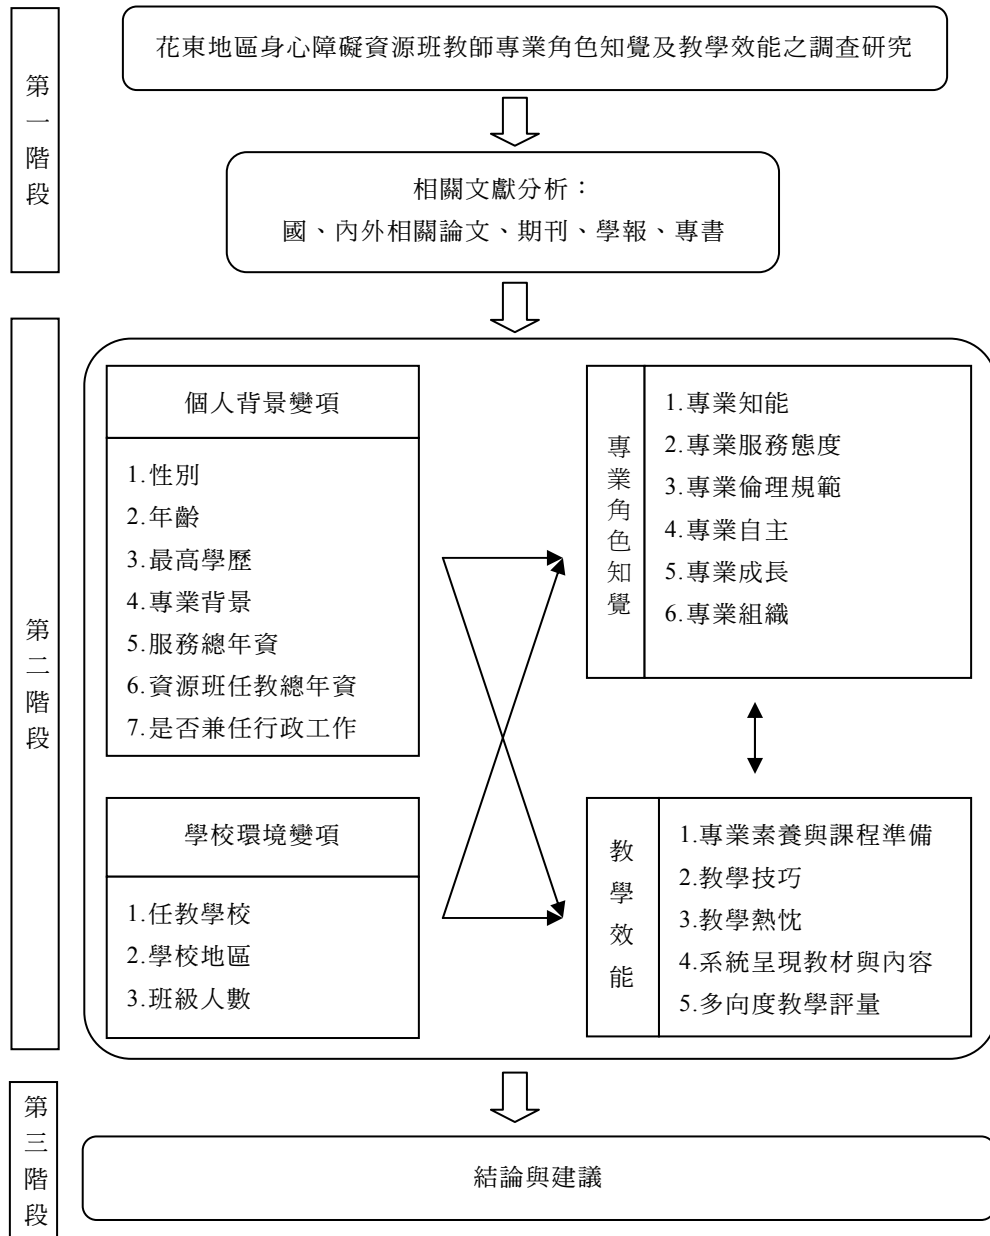 第一階段
花東地區身心障礙資源班教師專業角色知覺及教學效能之調查研究
相關文獻分析：
國、內外相關論文、期刊、學報、專書
第二階段
個人背景變項
1.性別
2.年齡
3.最高學歷
4.專業背景
5.服務總年資
6.資源班任教總年資
7.是否兼任行政工作
學校環境變項
1.任教學校
2.學校地區
3.班級人數
專業角色知覺
1.專業知能
2.專業服務態度
3.專業倫理規範
4.專業自主
5.專業成長
6.專業組織
教學效能
1.專業素養與課程準備
2.教學技巧
3.教學熱忱
4.系統呈現教材與內容
5.多向度教學評量
第三階段
結論與建議